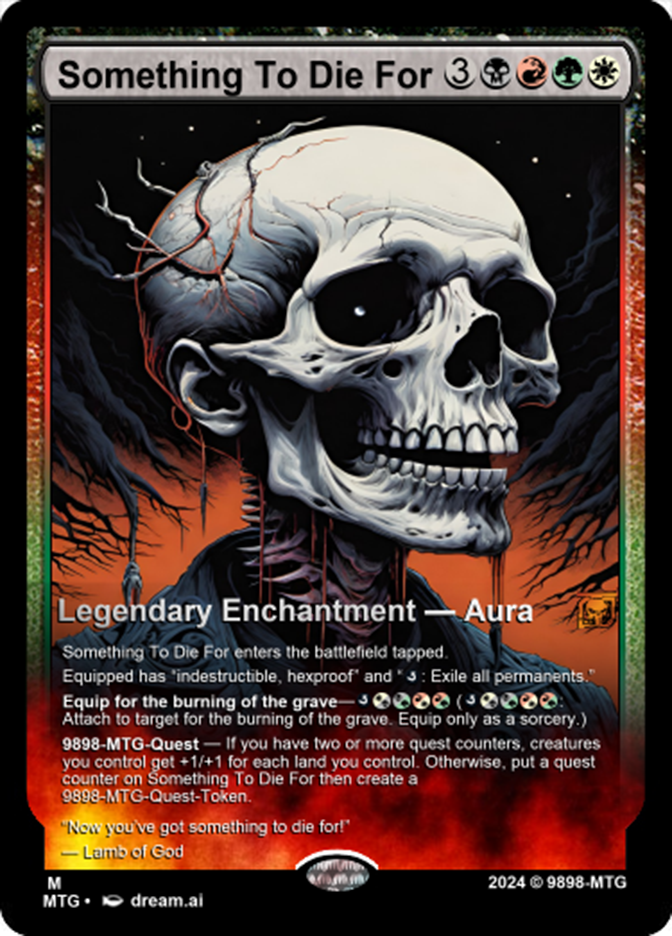 Something To Die For 3
Legendary Enchantment — Aura
Something To Die For enters the battlefield tapped.
Equipped has “indestructible, hexproof” and “ : Exile all permanents.”
Equip for the burning of the grave— ( :
Attach to target for the burning of the grave. Equip only as a sorcery.)
9898-MTG-Quest — If you have two or more quest counters, creatures
you control get +1/+1 for each land you control. Otherwise, put a quest
counter on Something To Die For then create a
9898-MTG-Quest-Token.
“Now you’ve got something to die for!”
— Lamb of God
M
MTG • dream.ai
2024 © 9898-MTG